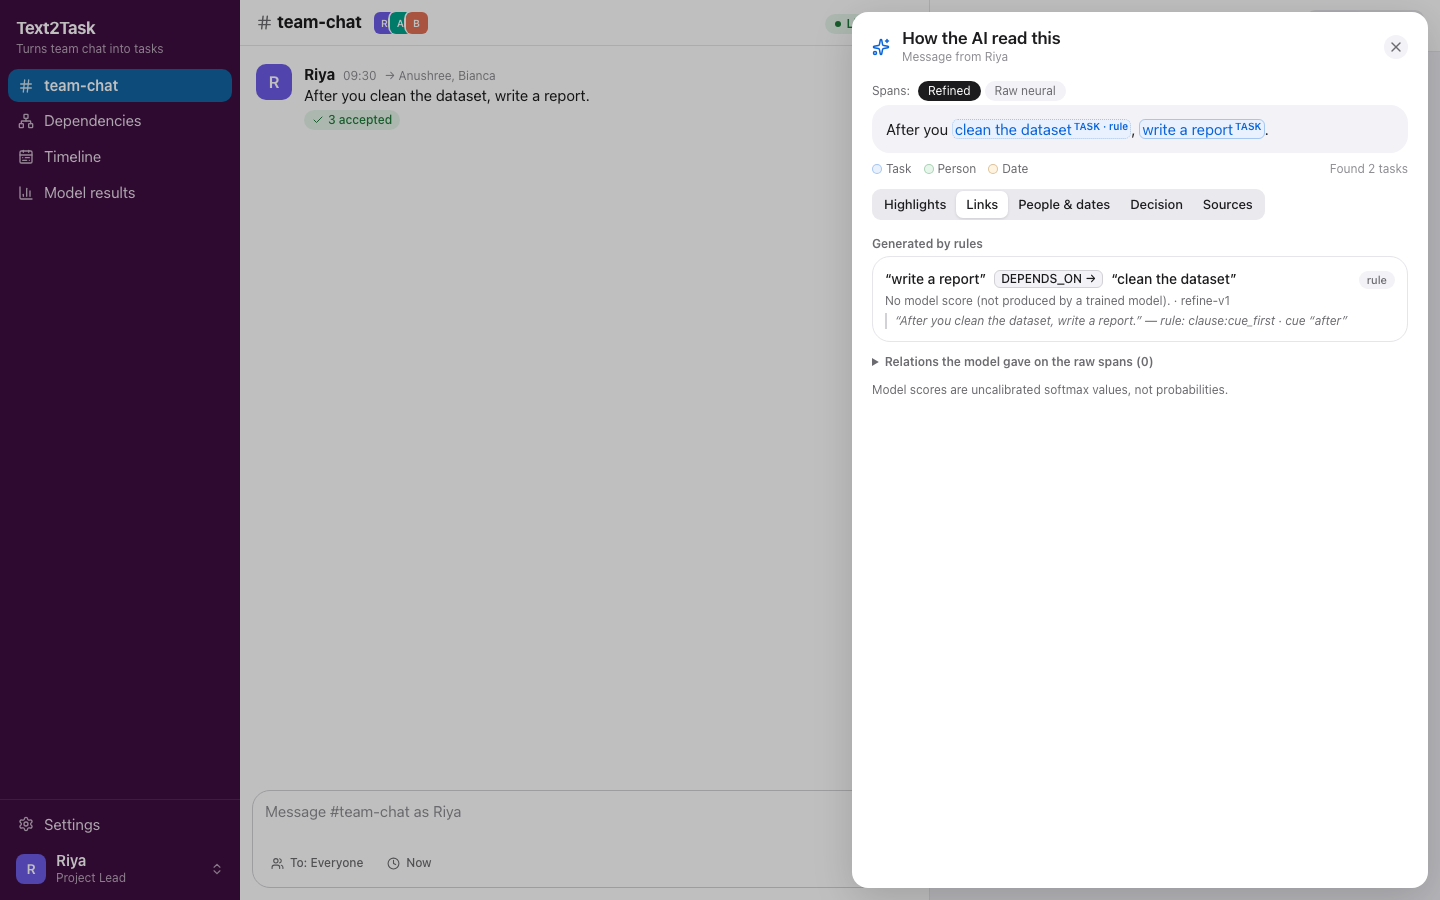 Text2Task
Turns team chat into tasks
# team-chat
Dependencies
Timeline
Model results
Settings
R
Riya
Project Lead
# team-chat
R A B
R
Riya 09:30 → Anushree, Bianca
After you clean the dataset, write a report.
✓ 3 accepted
Message #team-chat as Riya
To: Everyone
Now
How the AI read this
Message from Riya
Spans: Refined Raw neural
After you clean the dataset TASK · rule, write a report TASK.
Task Person Date
Found 2 tasks
Highlights Links People & dates Decision Sources
Generated by rules
“write a report” DEPENDS_ON → “clean the dataset”
rule
No model score (not produced by a trained model). · refine-v1
“After you clean the dataset, write a report.” — rule: clause:cue_first · cue “after”
Relations the model gave on the raw spans (0)
Model scores are uncalibrated softmax values, not probabilities.